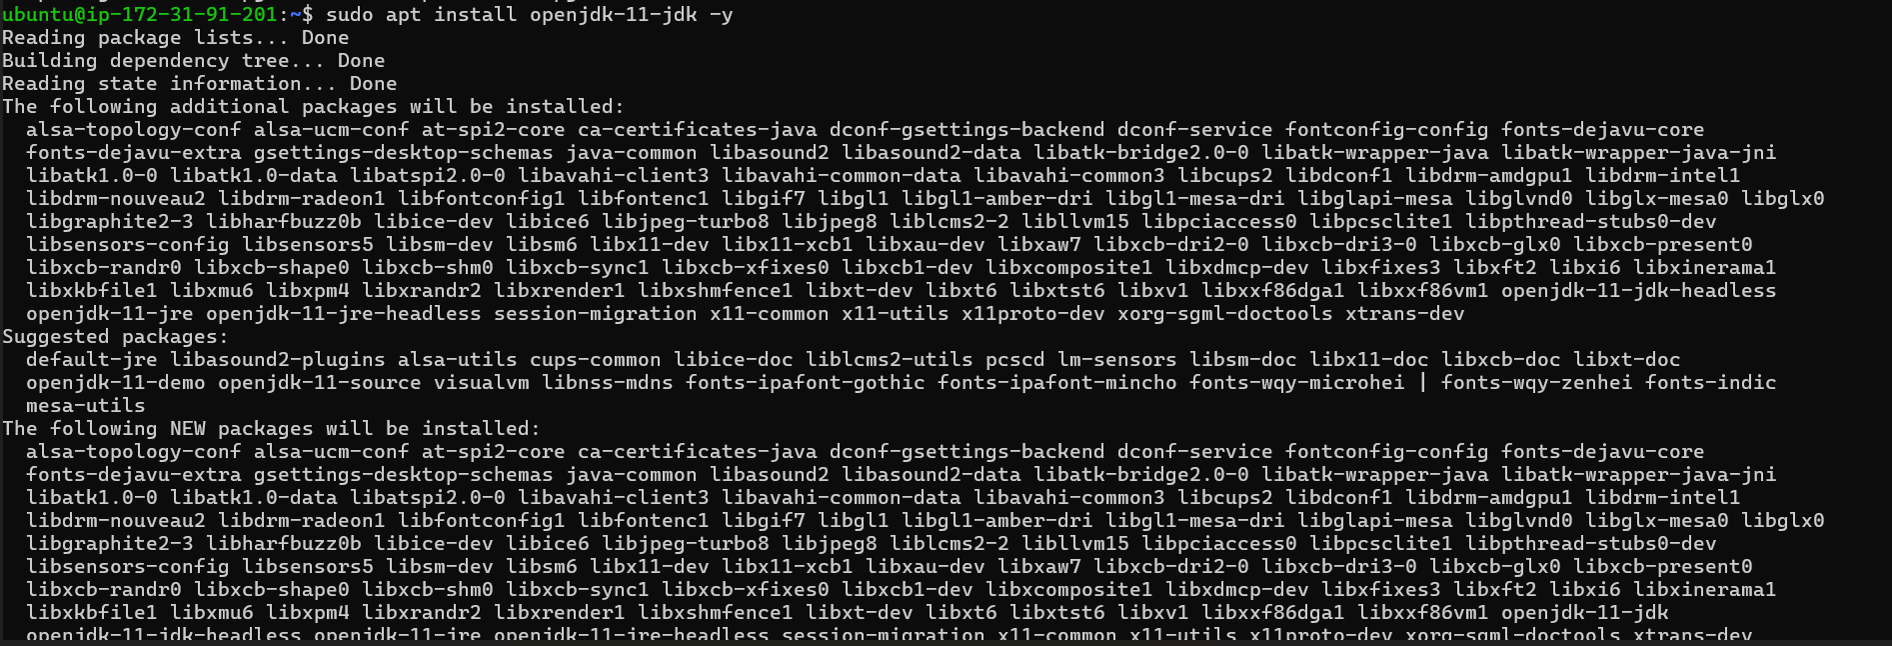 ubuntu@ip-172-31-91-201:~$ sudo apt install openjdk-11-jdk -y
Reading package lists... Done
Building dependency tree... Done
Reading state information... Done
The following additional packages will be installed:
  alsa-topology-conf alsa-ucm-conf at-spi2-core ca-certificates-java dconf-gsettings-backend dconf-service fontconfig-config fonts-dejavu-core
  fonts-dejavu-extra gsettings-desktop-schemas java-common libasound2 libasound2-data libatk-bridge2.0-0 libatk-wrapper-java libatk-wrapper-java-jni
  libatk1.0-0 libatk1.0-data libatspi2.0-0 libavahi-client3 libavahi-common-data libavahi-common3 libcups2 libdconf1 libdrm-amdgpu1 libdrm-intel1
  libdrm-nouveau2 libdrm-radeon1 libfontconfig1 libfontenc1 libgif7 libgl1 libgl1-amber-dri libgl1-mesa-dri libglapi-mesa libglvnd0 libglx-mesa0 libglx0
  libgraphite2-3 libharfbuzz0b libice-dev libice6 libjpeg-turbo8 libjpeg8 liblcms2-2 libllvm15 libpciaccess0 libpcsclite1 libpthread-stubs0-dev
  libsensors-config libsensors5 libsm-dev libsm6 libx11-dev libx11-xcb1 libxau-dev libxaw7 libxcb-dri2-0 libxcb-dri3-0 libxcb-glx0 libxcb-present0
  libxcb-randr0 libxcb-shape0 libxcb-shm0 libxcb-sync1 libxcb-xfixes0 libxcb1-dev libxcomposite1 libxdmcp-dev libxfixes3 libxft2 libxi6 libxinerama1
  libxkbfile1 libxmu6 libxpm4 libxrandr2 libxrender1 libxshmfence1 libxt-dev libxt6 libxtst6 libxv1 libxxf86dga1 libxxf86vm1 openjdk-11-jdk-headless
  openjdk-11-jre openjdk-11-jre-headless session-migration x11-common x11-utils x11proto-dev xorg-sgml-doctools xtrans-dev
Suggested packages:
  default-jre libasound2-plugins alsa-utils cups-common libice-doc liblcms2-utils pcscd lm-sensors libsm-doc libx11-doc libxcb-doc libxt-doc
  openjdk-11-demo openjdk-11-source visualvm libnss-mdns fonts-ipafont-gothic fonts-ipafont-mincho fonts-wqy-microhei | fonts-wqy-zenhei fonts-indic
  mesa-utils
The following NEW packages will be installed:
  alsa-topology-conf alsa-ucm-conf at-spi2-core ca-certificates-java dconf-gsettings-backend dconf-service fontconfig-config fonts-dejavu-core
  fonts-dejavu-extra gsettings-desktop-schemas java-common libasound2 libasound2-data libatk-bridge2.0-0 libatk-wrapper-java libatk-wrapper-java-jni
  libatk1.0-0 libatk1.0-data libatspi2.0-0 libavahi-client3 libavahi-common-data libavahi-common3 libcups2 libdconf1 libdrm-amdgpu1 libdrm-intel1
  libdrm-nouveau2 libdrm-radeon1 libfontconfig1 libfontenc1 libgif7 libgl1 libgl1-amber-dri libgl1-mesa-dri libglapi-mesa libglvnd0 libglx-mesa0 libglx0
  libgraphite2-3 libharfbuzz0b libice-dev libice6 libjpeg-turbo8 libjpeg8 liblcms2-2 libllvm15 libpciaccess0 libpcsclite1 libpthread-stubs0-dev
  libsensors-config libsensors5 libsm-dev libsm6 libx11-dev libx11-xcb1 libxau-dev libxaw7 libxcb-dri2-0 libxcb-dri3-0 libxcb-glx0 libxcb-present0
  libxcb-randr0 libxcb-shape0 libxcb-shm0 libxcb-sync1 libxcb-xfixes0 libxcb1-dev libxcomposite1 libxdmcp-dev libxfixes3 libxft2 libxi6 libxinerama1
  libxkbfile1 libxmu6 libxpm4 libxrandr2 libxrender1 libxshmfence1 libxt-dev libxt6 libxtst6 libxv1 libxxf86dga1 libxxf86vm1 openjdk-11-jdk
  openjdk-11-jdk-headless openjdk-11-jre openjdk-11-jre-headless session-migration x11-common x11-utils x11proto-dev xorg-sgml-doctools xtrans-dev